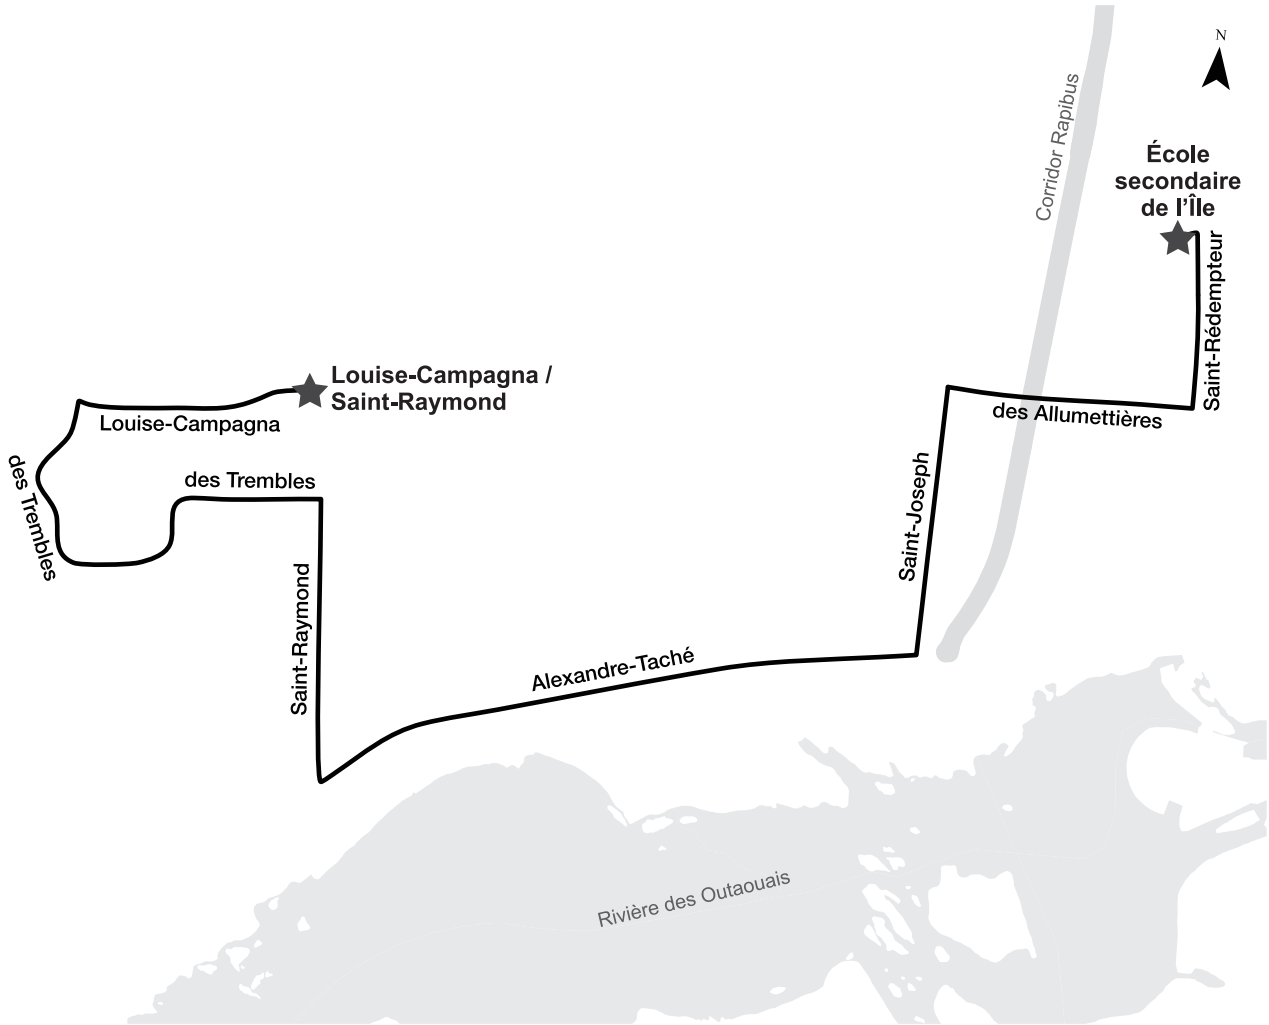 N
Corridor Rapibus
École
secondaire
de l'Île
Saint-Rédempteur
Louise-Campagna /
Saint-Raymond
Louise-Campagna
des Allumettières
des Trembles
des Trembles
Saint-Joseph
Saint-Raymond
Alexandre-Taché
Rivière des Outaouais